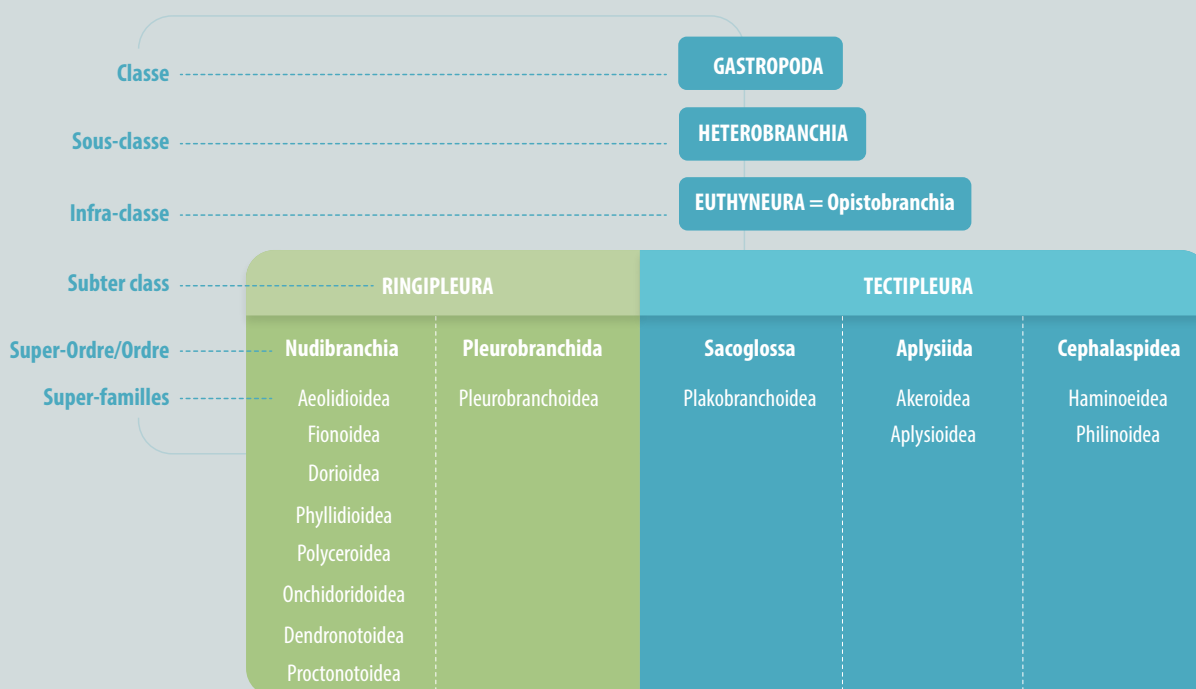 Classe GASTROPODA
Sous-classe HETEROBRANCHIA
Infra-classe EUTHYNEURA = Opistobranchia
Subter class RINGIPLEURA TECTIPLEURA
Super-Ordre/Ordre Nudibranchia Pleurobranchida Sacoglossa Aplysiida Cephalaspidea
Super-familles Aeolidioidea Pleurobranchoidea Plakobranchoidea Akeroidea Haminoeidea
Fionoidea Aplysioidea Philinoidea
Dorioidea
Phyllidioidea
Polyceroidea
Onchidoridoidea
Dendronotoidea
Proctonotoidea